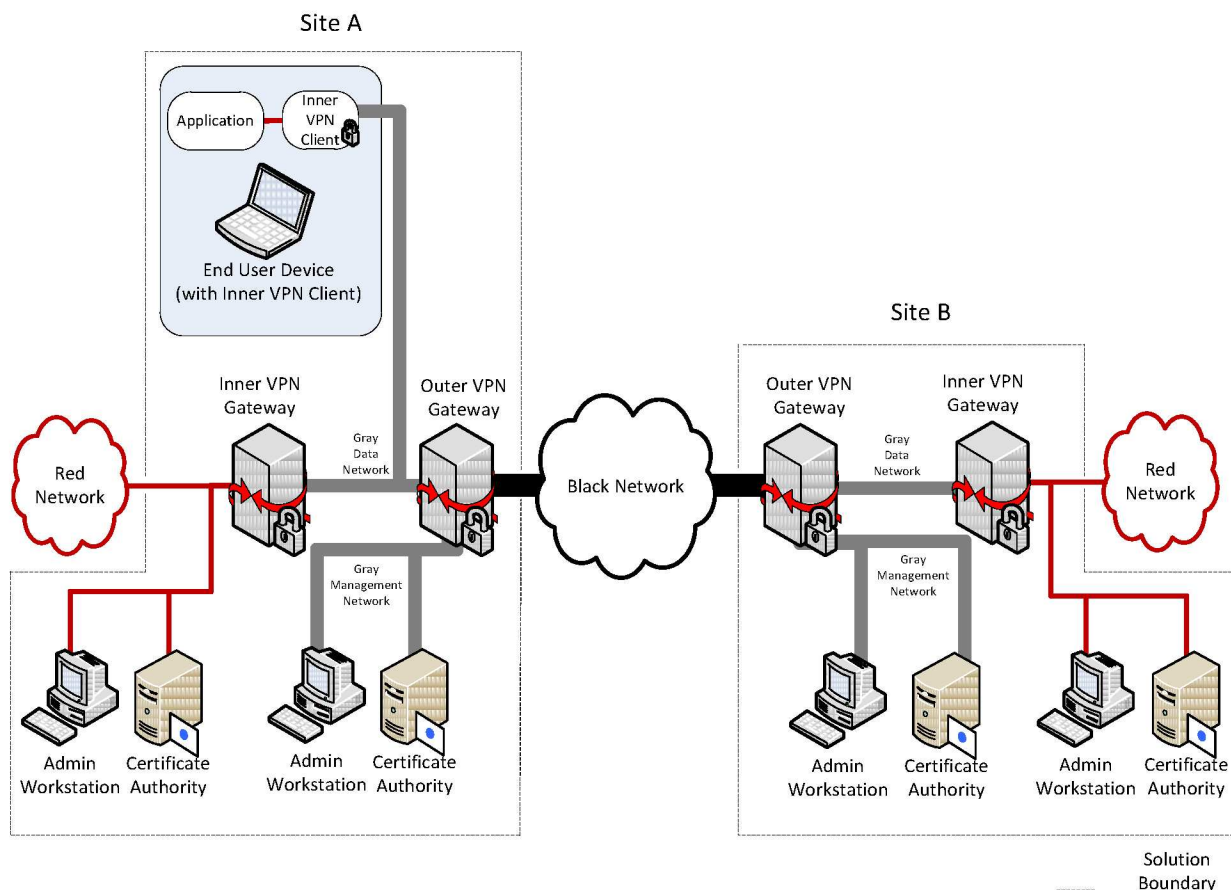 Site A
Application
Inner
VPN
Client
End User Device
(with Inner VPN Client)
Site B
Inner VPN
Gateway
Outer VPN
Gateway
Outer VPN
Gateway
Inner VPN
Gateway
Red
Network
Gray
Data
Network
Black Network
Gray
Data
Network
Red
Network
Gray
Management
Network
Gray
Management
Network
Admin
Workstation
Certificate
Authority
Admin
Workstation
Certificate
Authority
Admin
Workstation
Certificate
Authority
Admin
Workstation
Certificate
Authority
Solution
Boundary